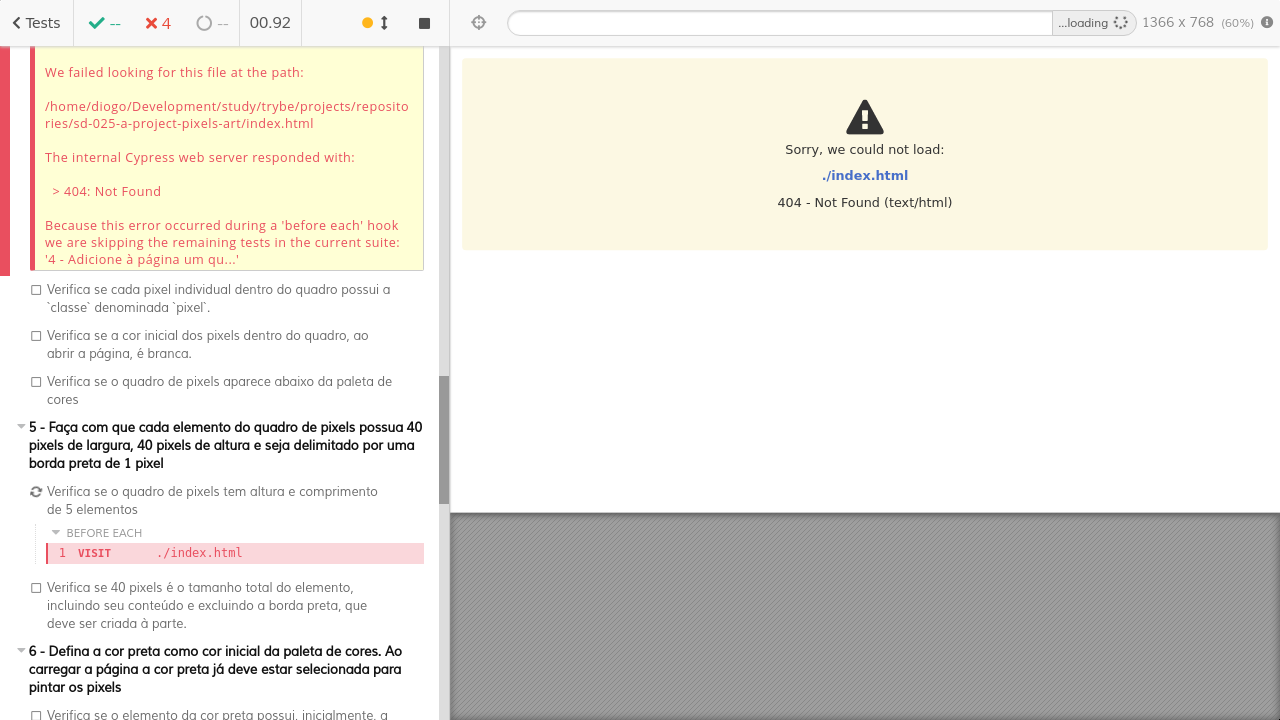 Tests
--
4
--
00.92
...loading
1366 x 768 (60%)
We failed looking for this file at the path:
/home/diogo/Development/study/trybe/projects/reposito
ries/sd-025-a-project-pixels-art/index.html
The internal Cypress web server responded with:
> 404: Not Found
Because this error occurred during a 'before each' hook
we are skipping the remaining tests in the current suite:
'4 - Adicione à página um qu...'
Verifica se cada pixel individual dentro do quadro possui a
`classe` denominada `pixel`.
Verifica se a cor inicial dos pixels dentro do quadro, ao
abrir a página, é branca.
Verifica se o quadro de pixels aparece abaixo da paleta de
cores
5 - Faça com que cada elemento do quadro de pixels possua 40
pixels de largura, 40 pixels de altura e seja delimitado por uma
borda preta de 1 pixel
Verifica se o quadro de pixels tem altura e comprimento
de 5 elementos
BEFORE EACH
1 VISIT ./index.html
Verifica se 40 pixels é o tamanho total do elemento,
incluindo seu conteúdo e excluindo a borda preta, que
deve ser criada à parte.
6 - Defina a cor preta como cor inicial da paleta de cores. Ao
carregar a página a cor preta já deve estar selecionada para
pintar os pixels
Verifica se o elemento da cor preta possui, inicialmente, a
Sorry, we could not load:
./index.html
404 - Not Found (text/html)